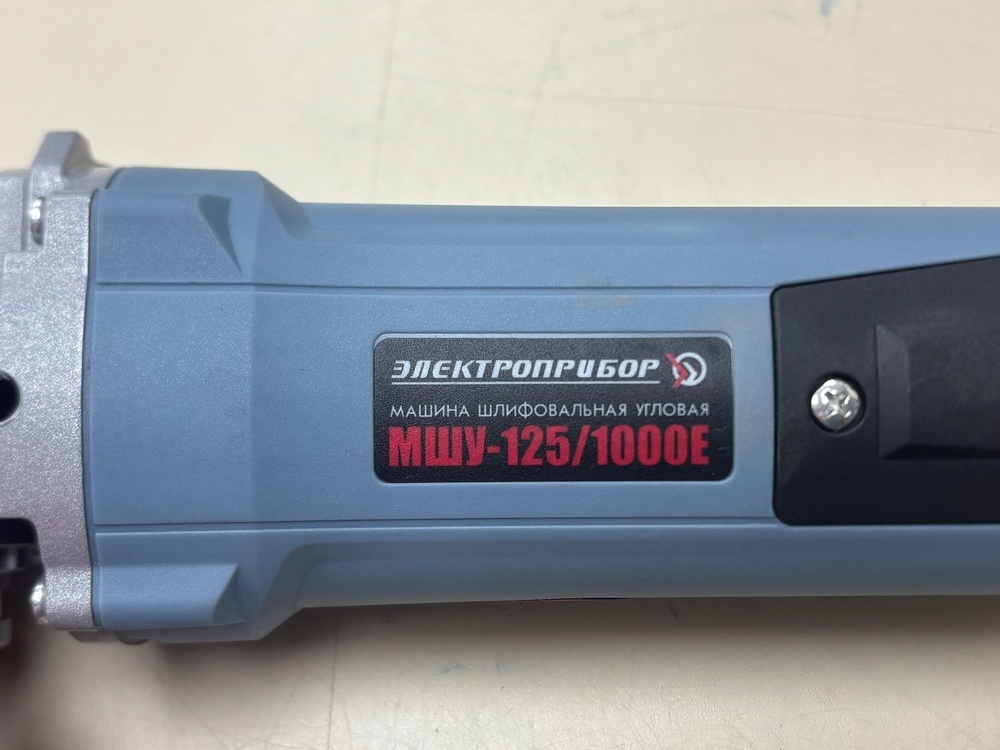 ЭЛЕКТРОПРИБОР
МАШИНА ШЛИФОВАЛЬНАЯ УГЛОВАЯ
МШУ-125/1000Е